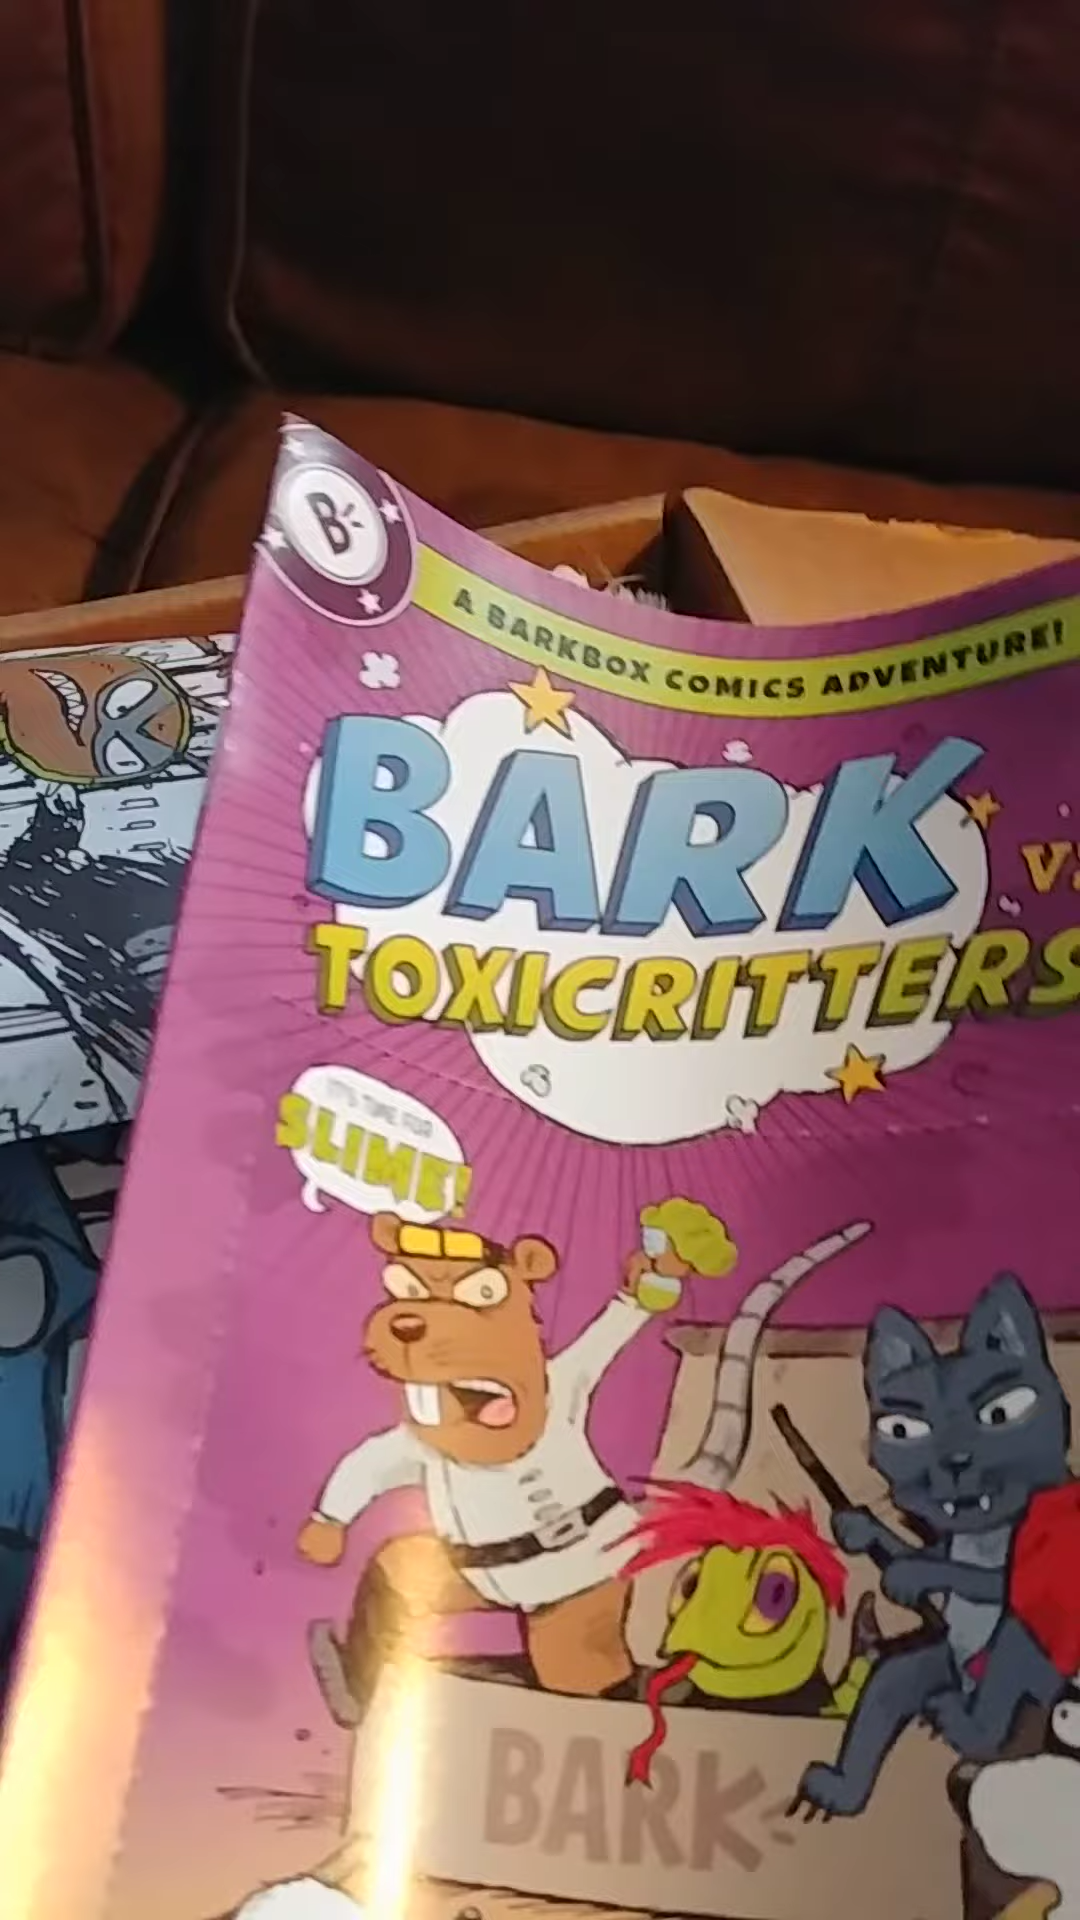 B
A BARKBOX COMICS ADVENTURE!
BARK
TOXICRITTERS
IT'S TIME FOR
SLIME!
BARK